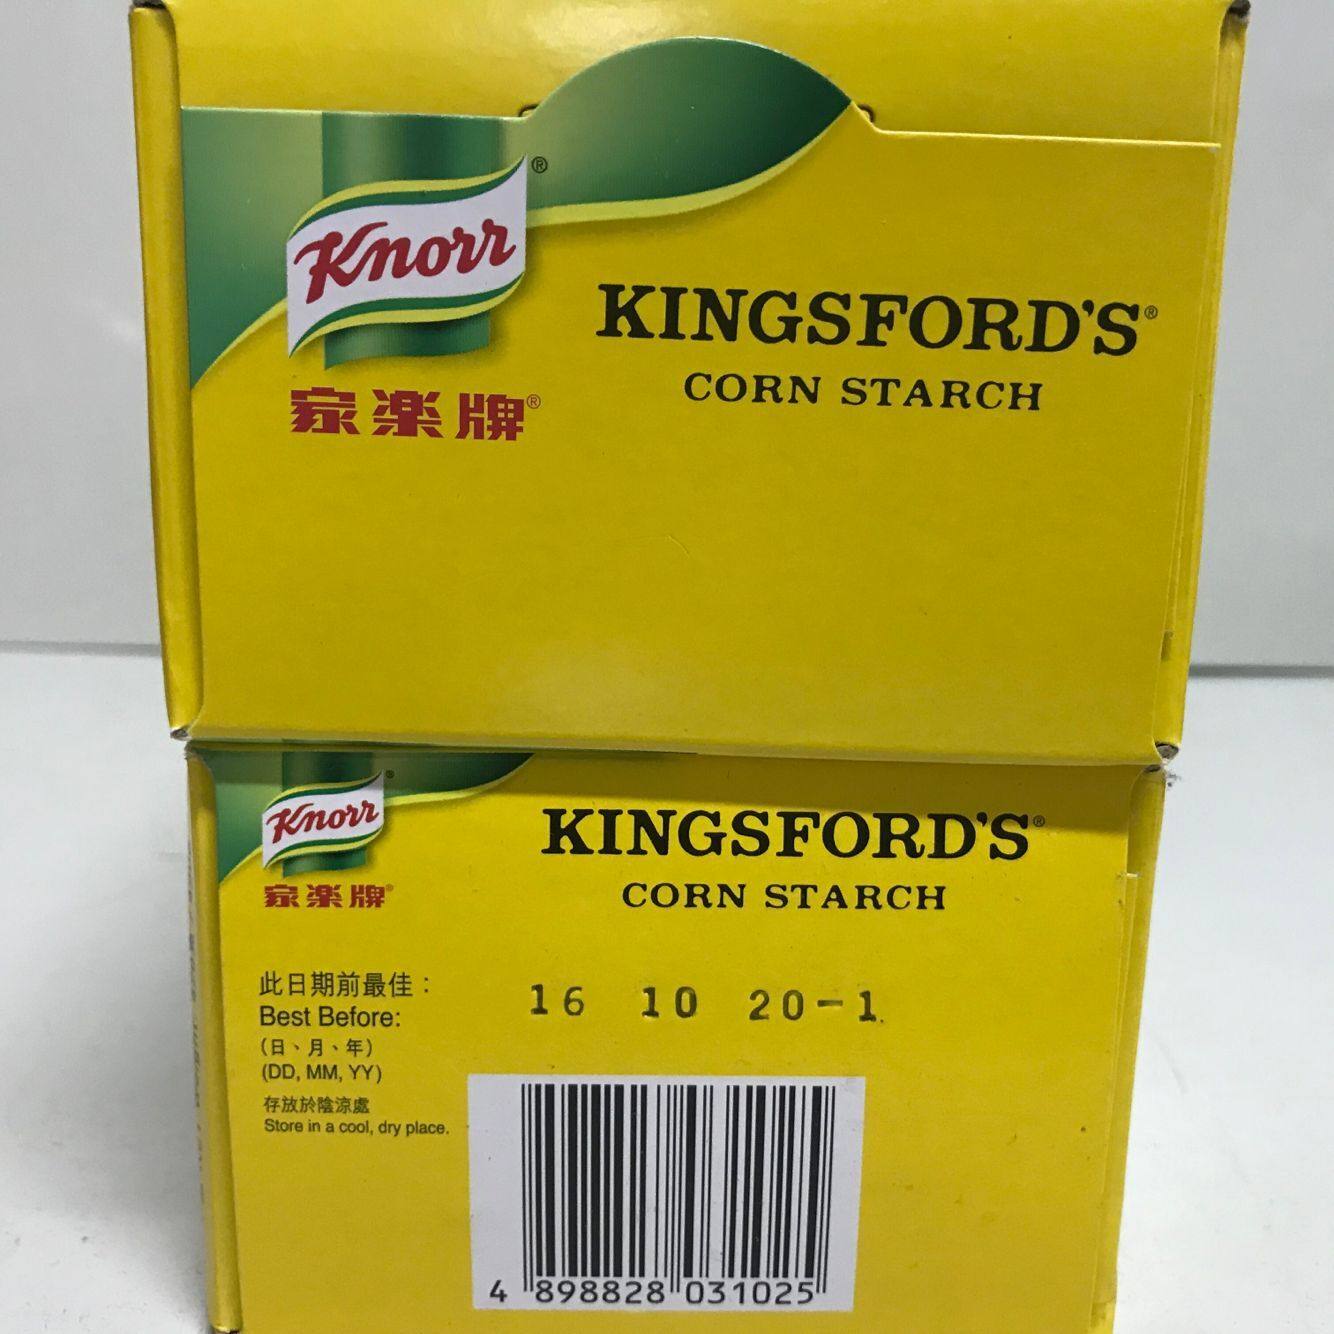 Knorr®
家楽牌®
KINGSFORD'S®
CORN STARCH
Knorr®
家楽牌®
KINGSFORD'S®
CORN STARCH
此日期前最佳：
Best Before:
(日、月、年)
(DD, MM, YY)
16 10 20-1
存放於陰涼處
Store in a cool, dry place.
4 898828 031025